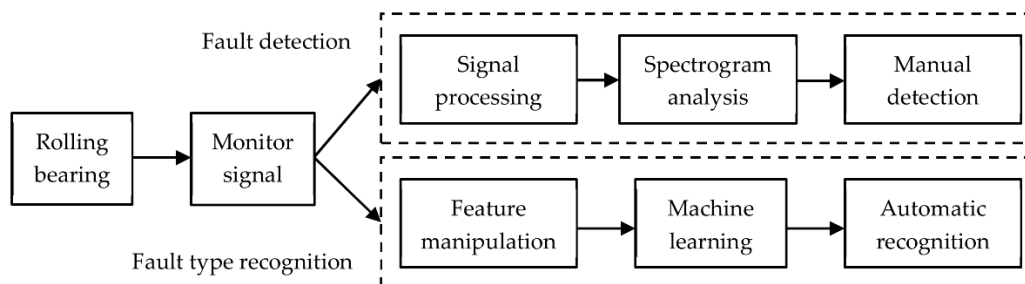 Fault detection
Signal
processing
Spectrogram
analysis
Manual
detection
Rolling
bearing
Monitor
signal
Feature
manipulation
Machine
learning
Automatic
recognition
Fault type recognition